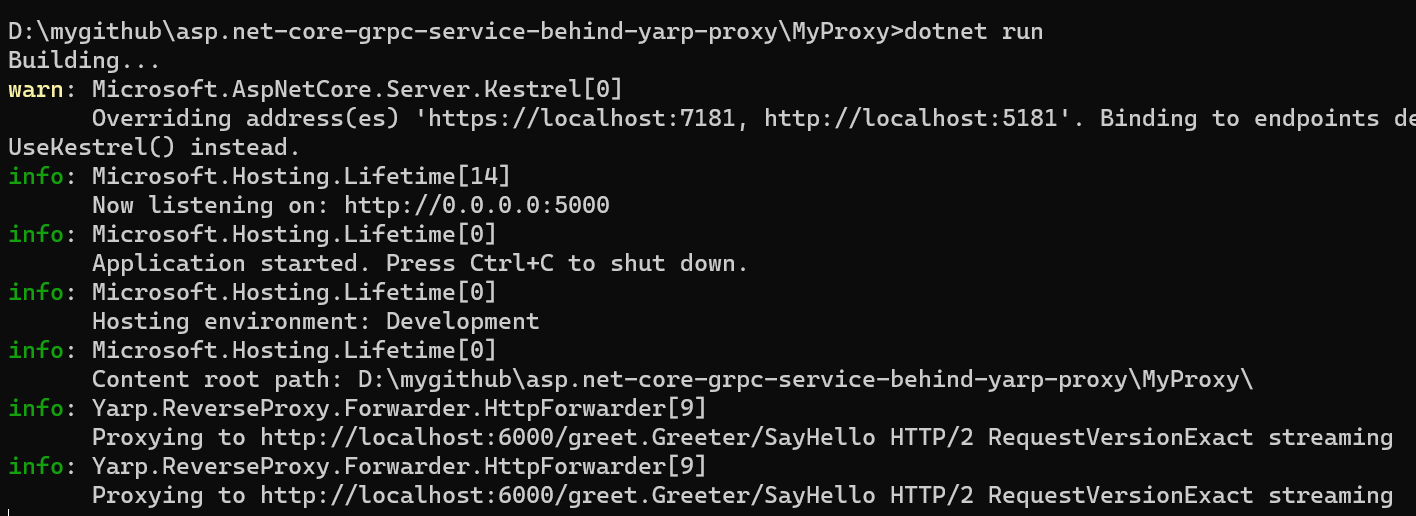 D:\mygithub\asp.net-core-grpc-service-behind-yarp-proxy\MyProxy>dotnet run
Building...
warn: Microsoft.AspNetCore.Server.Kestrel[0]
      Overriding address(es) 'https://localhost:7181, http://localhost:5181'. Binding to endpoints de
UseKestrel() instead.
info: Microsoft.Hosting.Lifetime[14]
      Now listening on: http://0.0.0.0:5000
info: Microsoft.Hosting.Lifetime[0]
      Application started. Press Ctrl+C to shut down.
info: Microsoft.Hosting.Lifetime[0]
      Hosting environment: Development
info: Microsoft.Hosting.Lifetime[0]
      Content root path: D:\mygithub\asp.net-core-grpc-service-behind-yarp-proxy\MyProxy\
info: Yarp.ReverseProxy.Forwarder.HttpForwarder[9]
      Proxying to http://localhost:6000/greet.Greeter/SayHello HTTP/2 RequestVersionExact streaming
info: Yarp.ReverseProxy.Forwarder.HttpForwarder[9]
      Proxying to http://localhost:6000/greet.Greeter/SayHello HTTP/2 RequestVersionExact streaming